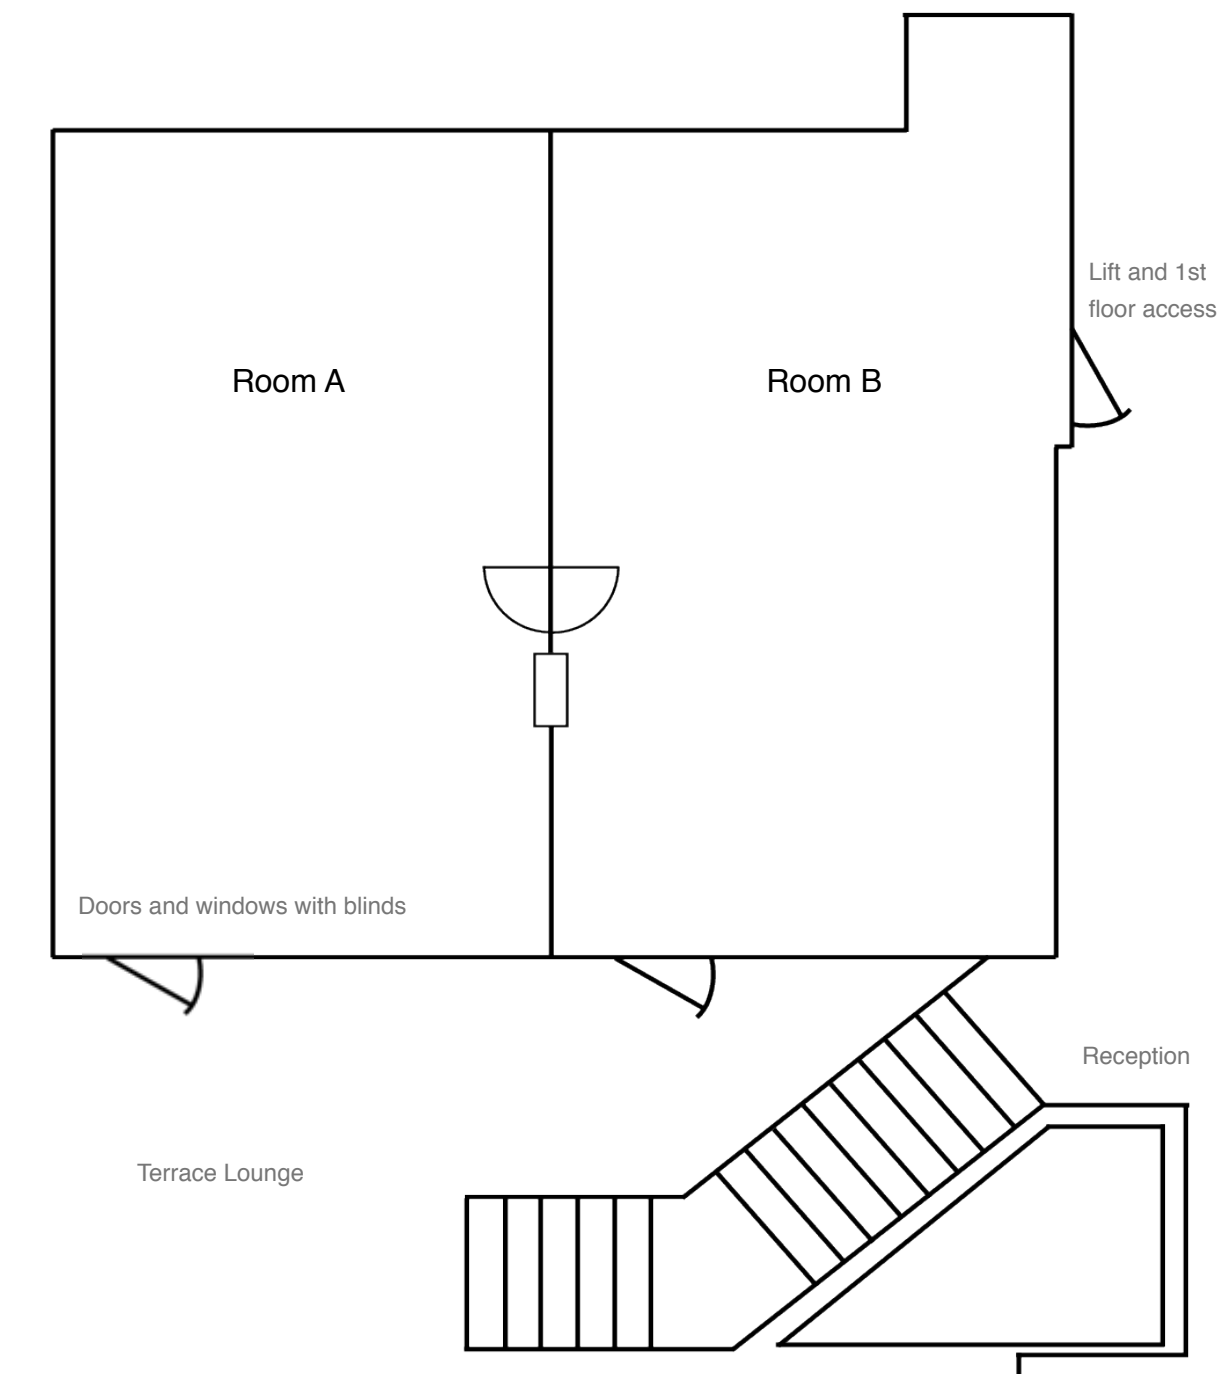 Lift and 1st
floor access
Room A
Room B
Doors and windows with blinds
Reception
Terrace Lounge